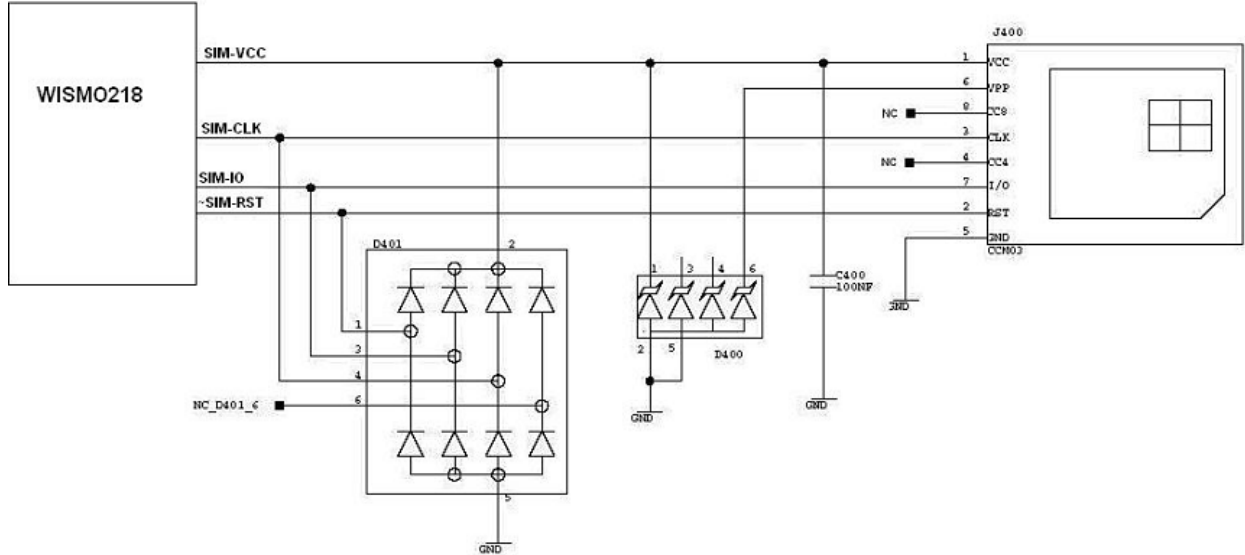 J400
SIM-VCC
1
VCC
WISMO218
6
VPP
NC
8
CC8
SIM-CLK
3
CLK
NC
4
CC4
SIM-IO
7
I/O
~SIM-RST
2
RST
5
GND
CCM03
D401
2
1
3
4
6
C400
100NF
GND
1
3
2
5
D400
4
NC_D401_6
6
GND
GND
5
GND